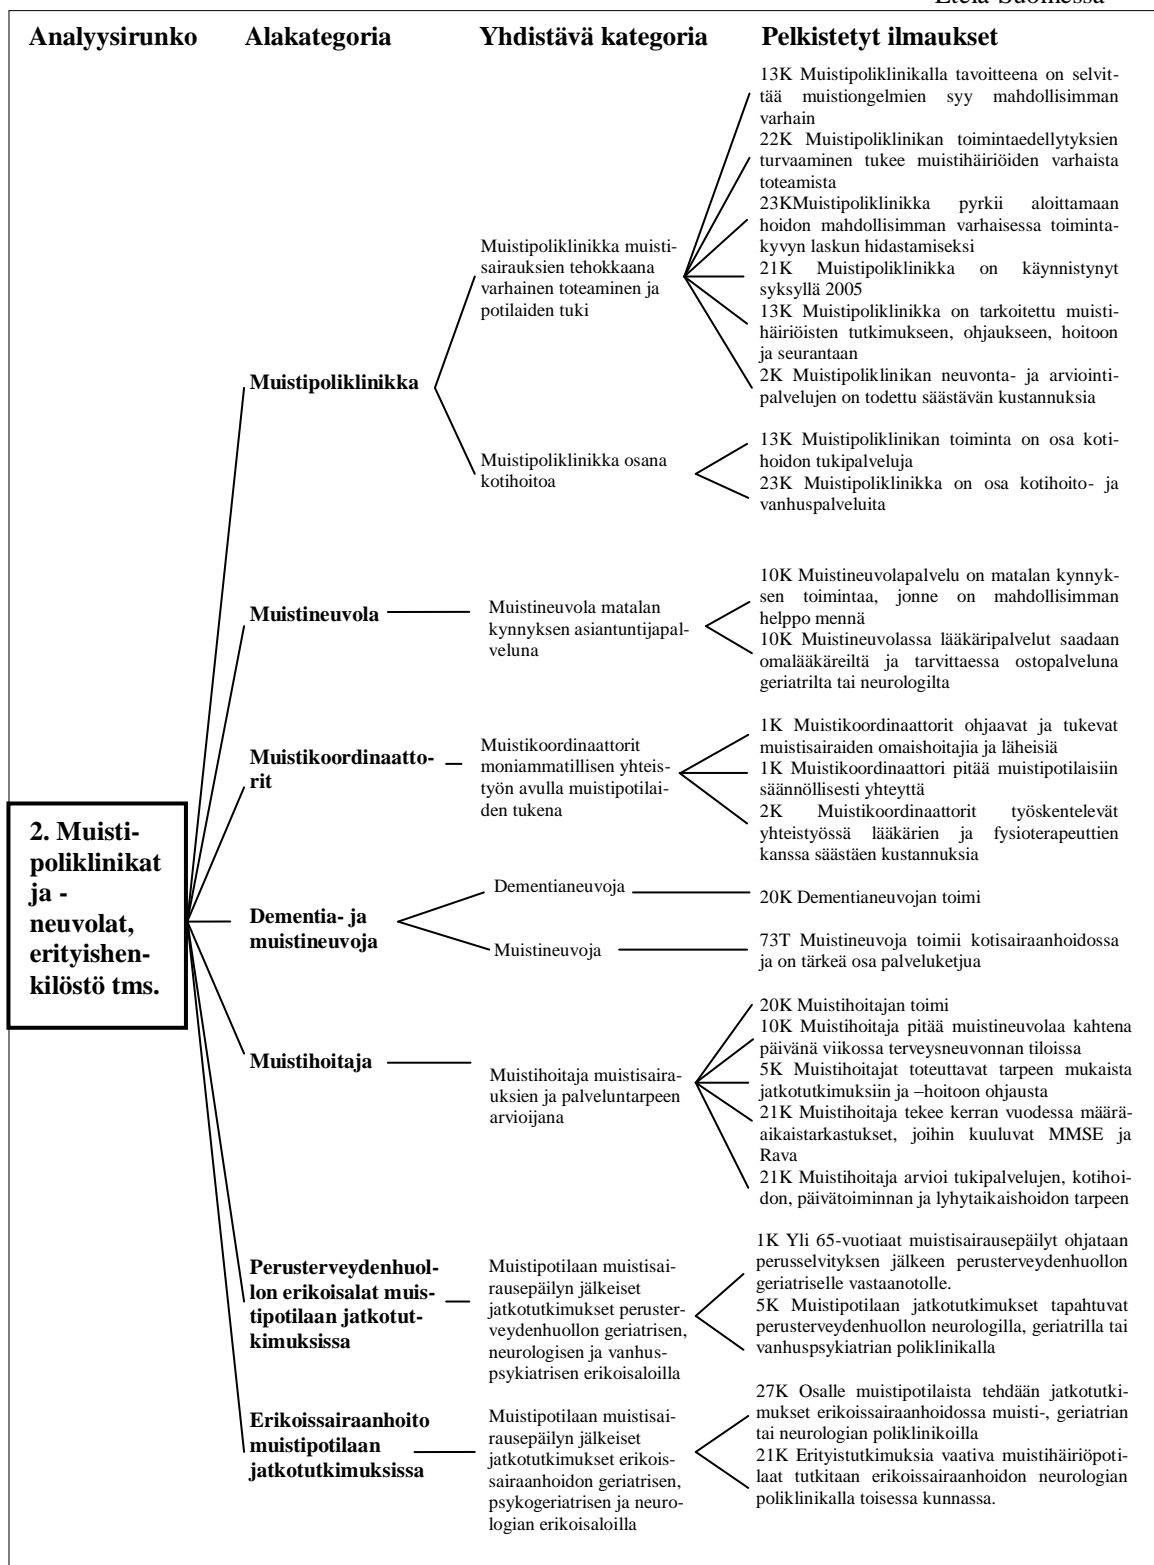 Etelä-Suomessa
Analyysirunko
Alakategoria
Yhdistävä kategoria
Pelkistetyt ilmaukset
2. Muisti-
poliklinikat
ja -
neuvolat,
erityishen-
kilöstö tms.
Muistipoliklinikka
Muistipoliklinikka muisti-
sairauksien tehokkaana
varhainen toteaminen ja
potilaiden tuki
13K Muistipoliklinikalla tavoitteena on selvit-
tää muistiongelmien syy mahdollisimman
varhain
22K Muistipoliklinikan toimintaedellytyksien
turvaaminen tukee muistihäiriöiden varhaista
toteamista
23KMuistipoliklinikka pyrkii aloittamaan
hoidon mahdollisimman varhaisessa toiminta-
kyvyn laskun hidastamiseksi
21K Muistipoliklinikka on käynnistynyt
syksyllä 2005
13K Muistipoliklinikka on tarkoitettu muisti-
häiriöisten tutkimukseen, ohjaukseen, hoitoon
ja seurantaan
2K Muistipoliklinikan neuvonta- ja arviointi-
palvelujen on todettu säästävän kustannuksia
Muistipoliklinikka osana
kotihoitoa
13K Muistipoliklinikan toiminta on osa koti-
hoidon tukipalveluja
23K Muistipoliklinikka on osa kotihoito- ja
vanhuspalveluita
Muistineuvola
Muistineuvola matalan
kynnyksen asiantuntijapal-
veluna
10K Muistineuvolapalvelu on matalan kynnyk-
sen toimintaa, jonne on mahdollisimman
helppo mennä
10K Muistineuvolassa lääkäripalvelut saadaan
omalääkäreiltä ja tarvittaessa ostopalveluna
geriatrilta tai neurologilta
Muistikoordinaatto-
rit
Muistikoordinaattorit
moniammatillisen yhteis-
työn avulla muistipotilai-
den tukena
1K Muistikoordinaattorit ohjaavat ja tukevat
muistisairaiden omaishoitajia ja läheisiä
1K Muistikoordinaattori pitää muistipotilaisiin
säännöllisesti yhteyttä
2K Muistikoordinaattorit työskentelevät
yhteistyössä lääkärien ja fysioterapeuttien
kanssa säästäen kustannuksia
Dementia- ja
muistineuvoja
Dementianeuvoja
20K Dementianeuvojan toimi
Muistineuvoja
73T Muistineuvoja toimii kotisairaanhoidossa
ja on tärkeä osa palveluketjua
Muistihoitaja
Muistihoitaja muistisaira-
uksien ja palveluntarpeen
arvioijana
20K Muistihoitajan toimi
10K Muistihoitaja pitää muistineuvolaa kahtena
päivänä viikossa terveysneuvonnan tiloissa
5K Muistihoitajat toteuttavat tarpeen mukaista
jatkotutkimuksiin ja –hoitoon ohjausta
21K Muistihoitaja tekee kerran vuodessa määrä-
aikaistarkastukset, joihin kuuluvat MMSE ja
Rava
21K Muistihoitaja arvioi tukipalvelujen, kotihoi-
don, päivätoiminnan ja lyhytaikaishoidon tarpeen
Perusterveydenhuol-
lon erikoisalat muis-
tipotilaan jatkotut-
kimuksissa
Muistipotilaan muistisai-
rausepäilyn jälkeiset
jatkotutkimukset peruster-
veydenhuollon geriatrisen,
neurologisen ja vanhus-
psykiatrisen erikoisaloilla
1K Yli 65-vuotiaat muistisairausepäilyt ohjataan
perusselvityksen jälkeen perusterveydenhuollon
geriatriselle vastaanotolle.
5K Muistipotilaan jatkotutkimukset tapahtuvat
perusterveydenhuollon neurologilla, geriatrilla tai
vanhuspsykiatrian poliklinikalla
Erikoissairaanhoito
muistipotilaan
jatkotutkimuksissa
Muistipotilaan muistisai-
rausepäilyn jälkeiset
jatkotutkimukset erikois-
sairaanhoidon geriatrisen,
psykogeriatrisen ja neuro-
logian erikoisaloilla
27K Osalle muistipotilaista tehdään jatkotutki-
mukset erikoissairaanhoidossa muisti-, geriatrian
tai neurologian poliklinikoilla
21K Erityistutkimuksia vaativa muistihäiriöpoti-
laat tutkitaan erikoissairaanhoidon neurologian
poliklinikalla toisessa kunnassa.